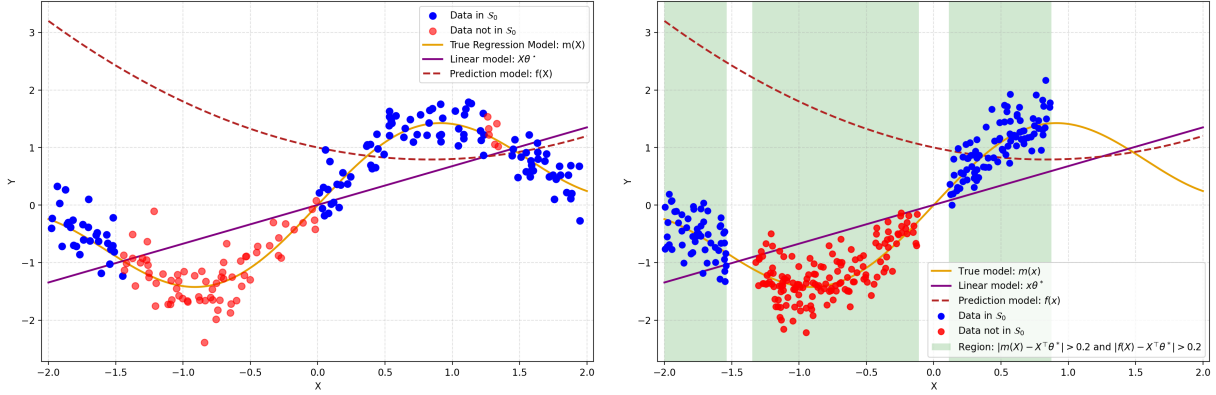 3
2
1
0
−1
−2
Y
−2.0 −1.5 −1.0 −0.5 0.0 0.5 1.0 1.5 2.0
X
Data in 𝒮₀
Data not in 𝒮₀
True Regression Model: m(X)
Linear model: Xθ*
Prediction model: f(X)
3
2
1
0
−1
−2
Y
−2.0 −1.5 −1.0 −0.5 0.0 0.5 1.0 1.5 2.0
X
True model: m(x)
Linear model: xθ*
Prediction model: f(x)
Data in 𝒮₀
Data not in 𝒮₀
Region: |m(X) − X⊤θ*| > 0.2 and |f(X) − X⊤θ*| > 0.2